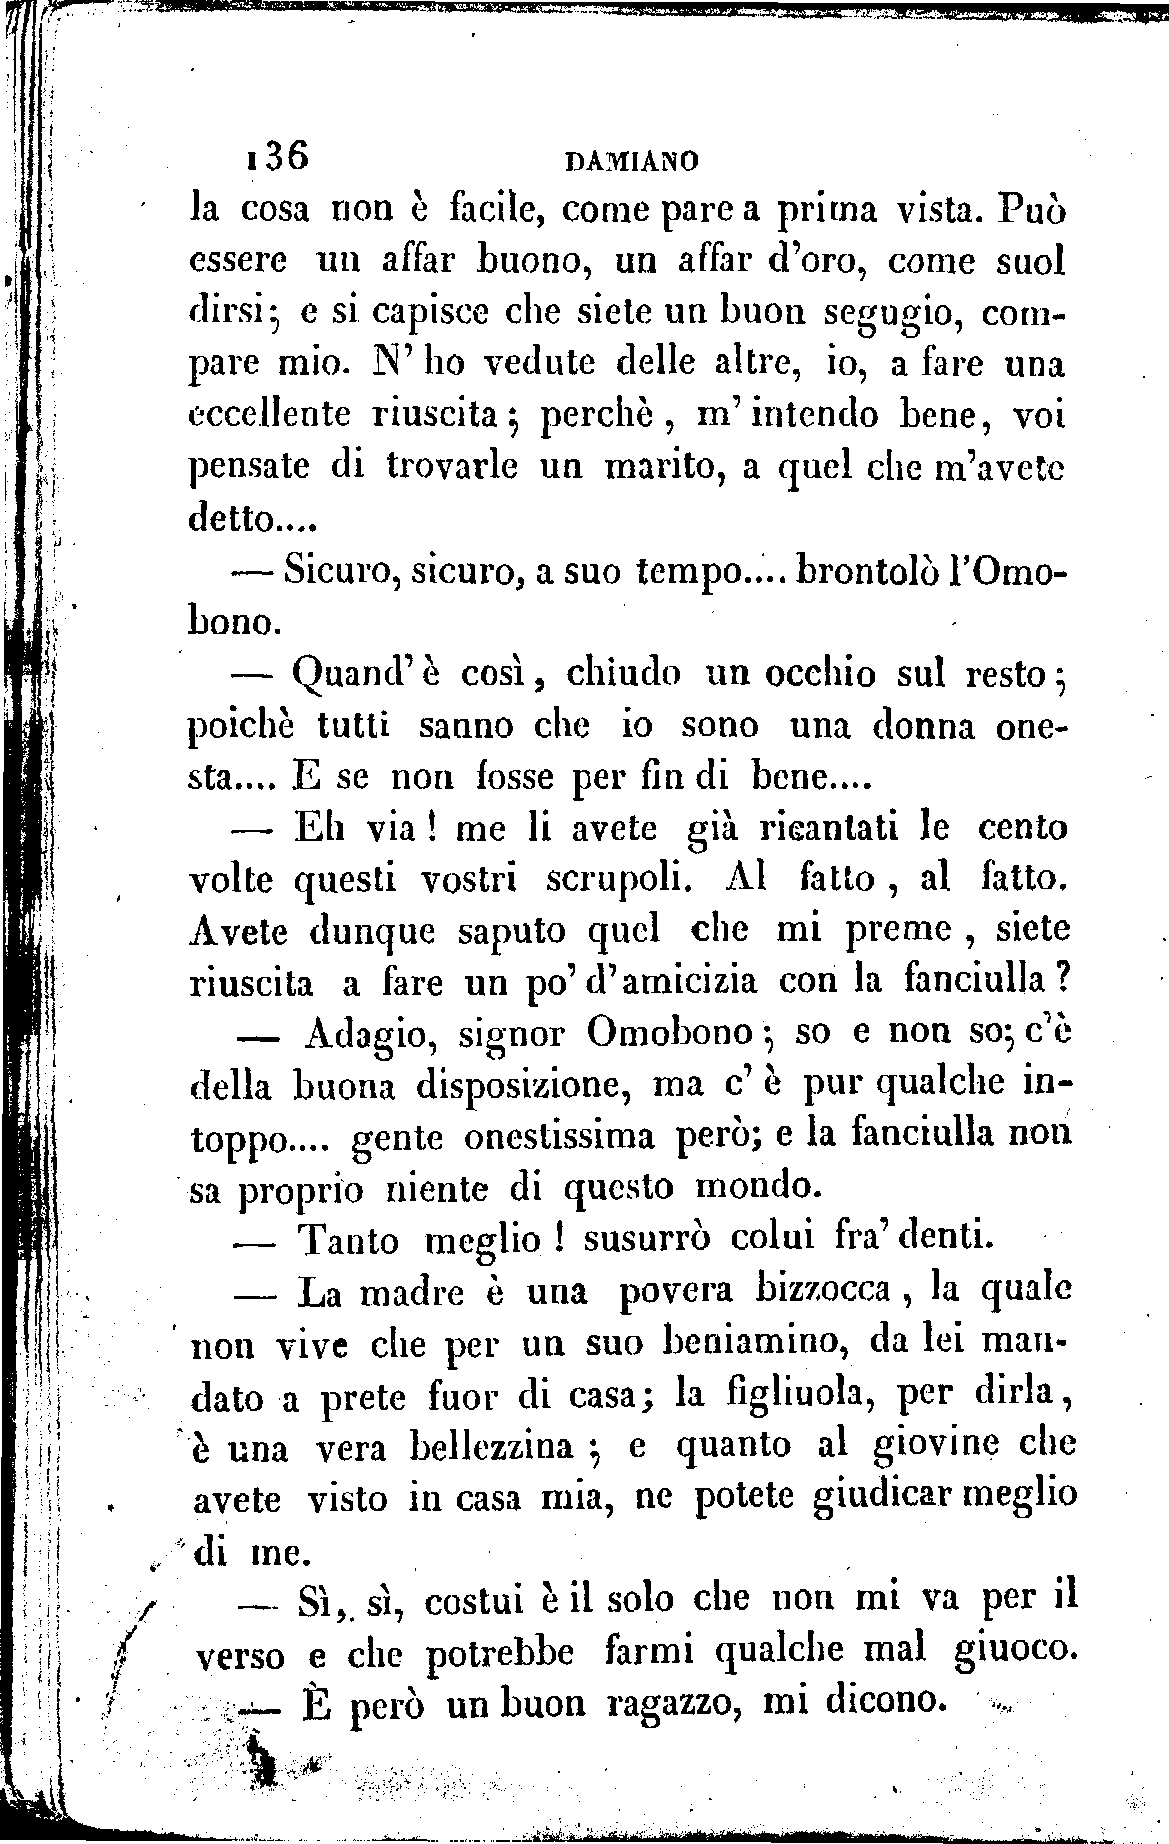 136 DAMIANO
la cosa non è facile, come pare a prima vista. Può
essere un affar buono, un affar d'oro, come suol
dirsi; e si capisce che siete un buon segugio, com-
pare mio. N' ho vedute delle altre, io, a fare una
eccellente riuscita; perchè, m' intendo bene, voi
pensate di trovarle un marito, a quel che m'avete
detto....
— Sicuro, sicuro, a suo tempo.... brontolò l'Omo-
bono.
— Quand' è così, chiudo un occhio sul resto;
poichè tutti sanno che io sono una donna one-
sta.... E se non fosse per fin di bene....
— Eh via! me li avete già ricantati le cento
volte questi vostri scrupoli. Al fatto, al fatto.
Avete dunque saputo quel che mi preme, siete
riuscita a fare un po' d'amicizia con la fanciulla?
— Adagio, signor Omobono; so e non so; c'è
della buona disposizione, ma c' è pur qualche in-
toppo.... gente onestissima però; e la fanciulla non
sa proprio niente di questo mondo.
— Tanto meglio! susurrò colui fra' denti.
— La madre è una povera bizzocca, la quale
non vive che per un suo beniamino, da lei man-
dato a prete fuor di casa; la figliuola, per dirla,
è una vera bellezzina; e quanto al giovine che
avete visto in casa mia, ne potete giudicar meglio
di me.
— Sì, sì, costui è il solo che non mi va per il
verso e che potrebbe farmi qualche mal giuoco.
— È però un buon ragazzo, mi dicono.